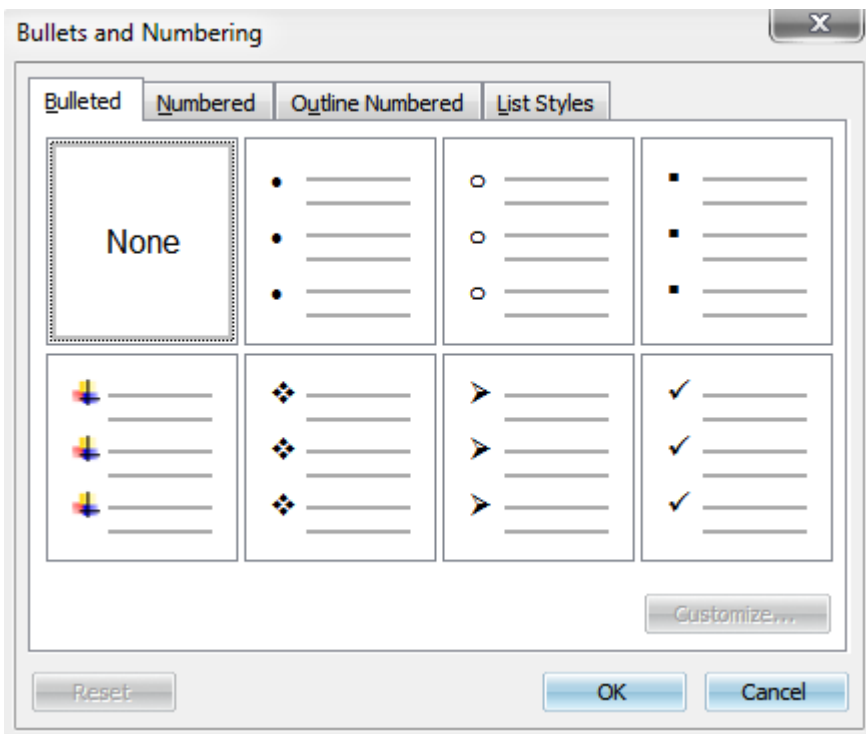 Bullets and Numbering
Bulleted Numbered Outline Numbered List Styles
None
Customize...
Reset OK Cancel